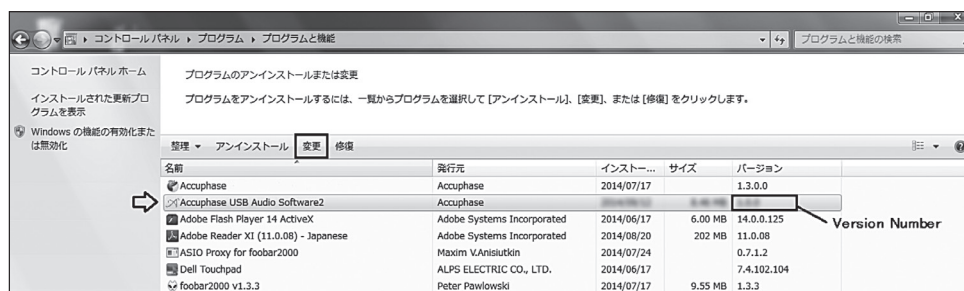 コントロール パネル ▸ プログラム ▸ プログラムと機能
プログラムと機能の検索
コントロール パネル ホーム
インストールされた更新プログラムを表示
Windows の機能の有効化または無効化
プログラムのアンインストールまたは変更
プログラムをアンインストールするには、一覧からプログラムを選択して [アンインストール]、[変更]、または [修復] をクリックします。
整理 ▾ アンインストール 変更 修復
名前 発行元 インストー... サイズ バージョン
Accuphase Accuphase 2014/07/17 1.3.0.0
Accuphase USB Audio Software2 Accuphase
Version Number
Adobe Flash Player 14 ActiveX Adobe Systems Incorporated 2014/06/17 6.00 MB 14.0.0.125
Adobe Reader XI (11.0.08) - Japanese Adobe Systems Incorporated 2014/08/20 202 MB 11.0.08
ASIO Proxy for foobar2000 Maxim V.Anisiutkin 2014/07/24 0.7.1.2
Dell Touchpad ALPS ELECTRIC CO., LTD. 2014/06/17 7.4.102.104
foobar2000 v1.3.3 Peter Pawlowski 2014/07/17 9.55 MB 1.3.3